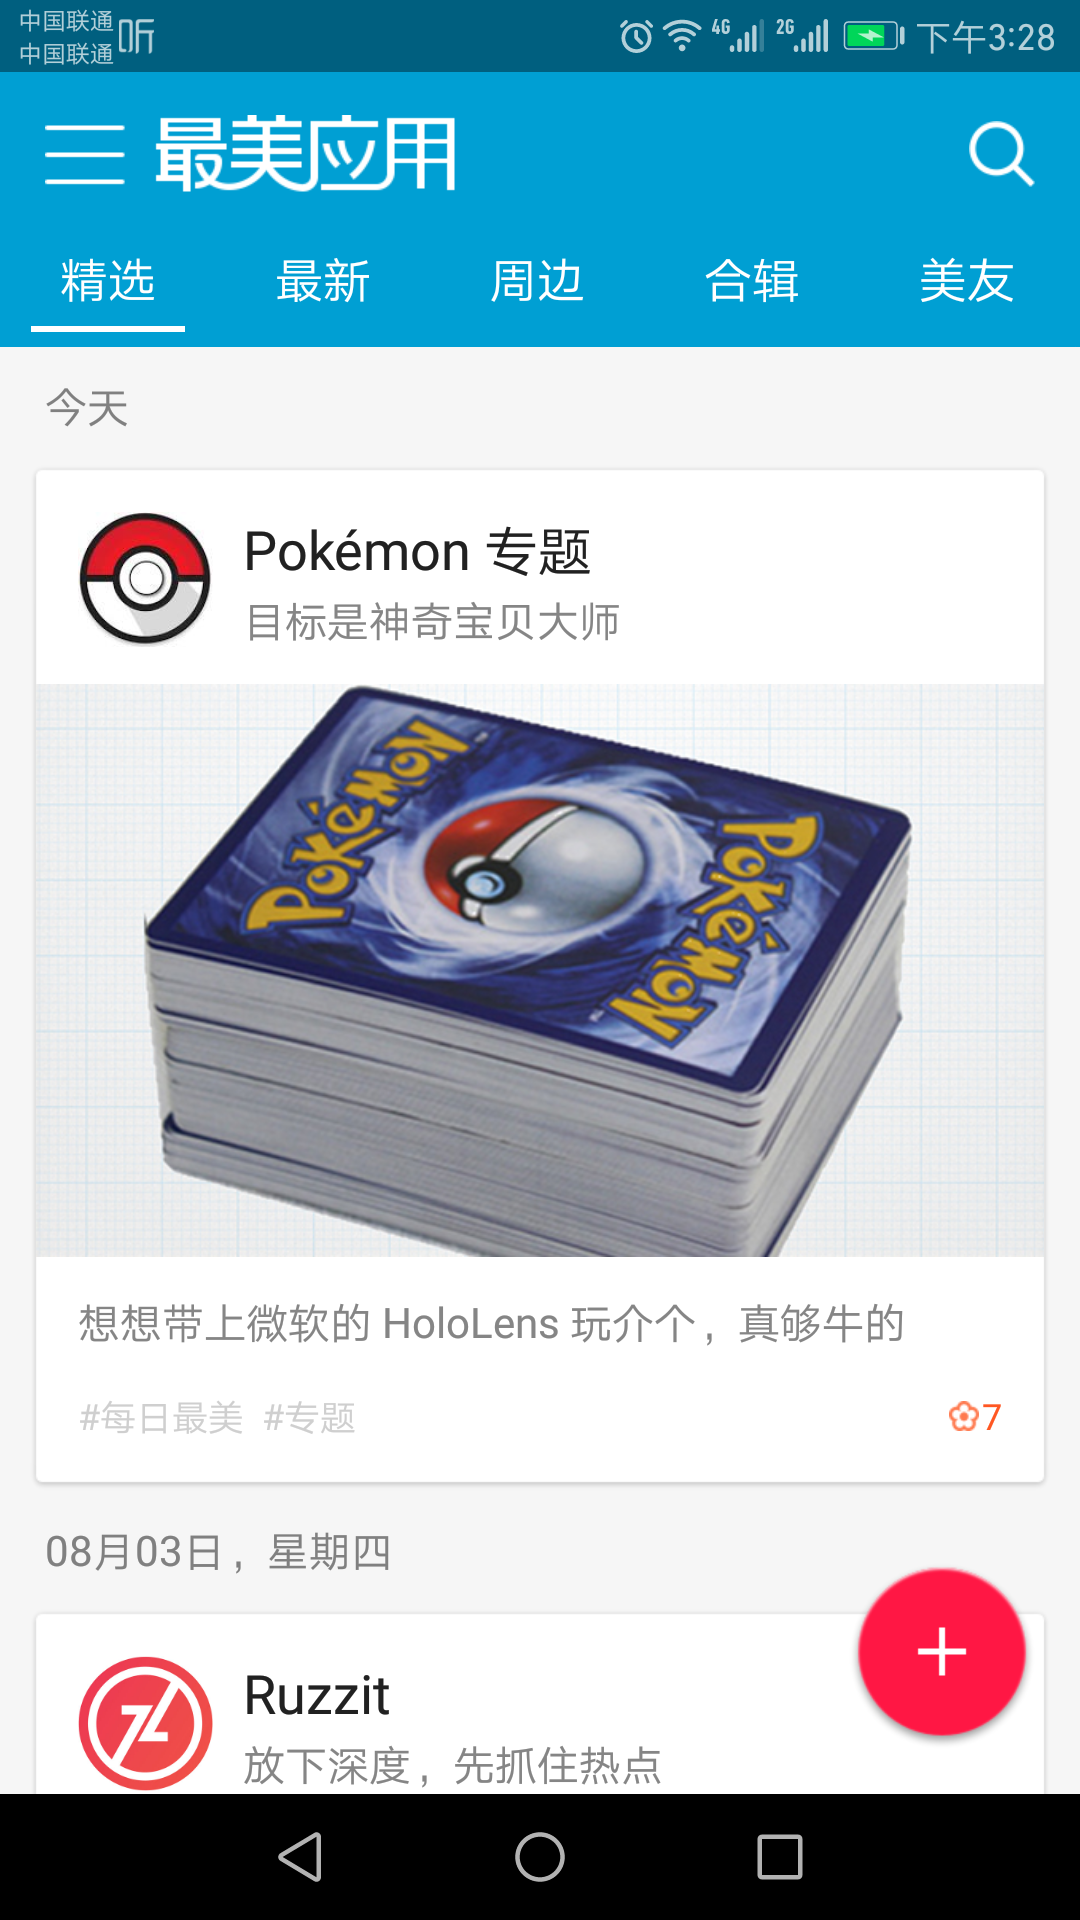 中国联通 听
中国联通
4G 2G 下午3:28
最美应用
精选 最新 周边 合辑 美友
今天
Pokémon 专题
目标是神奇宝贝大师
Pokémon
Pokémon
想想带上微软的 HoloLens 玩介个，真够牛的
#每日最美 #专题 7
08月03日，星期四
Ruzzit
放下深度，先抓住热点